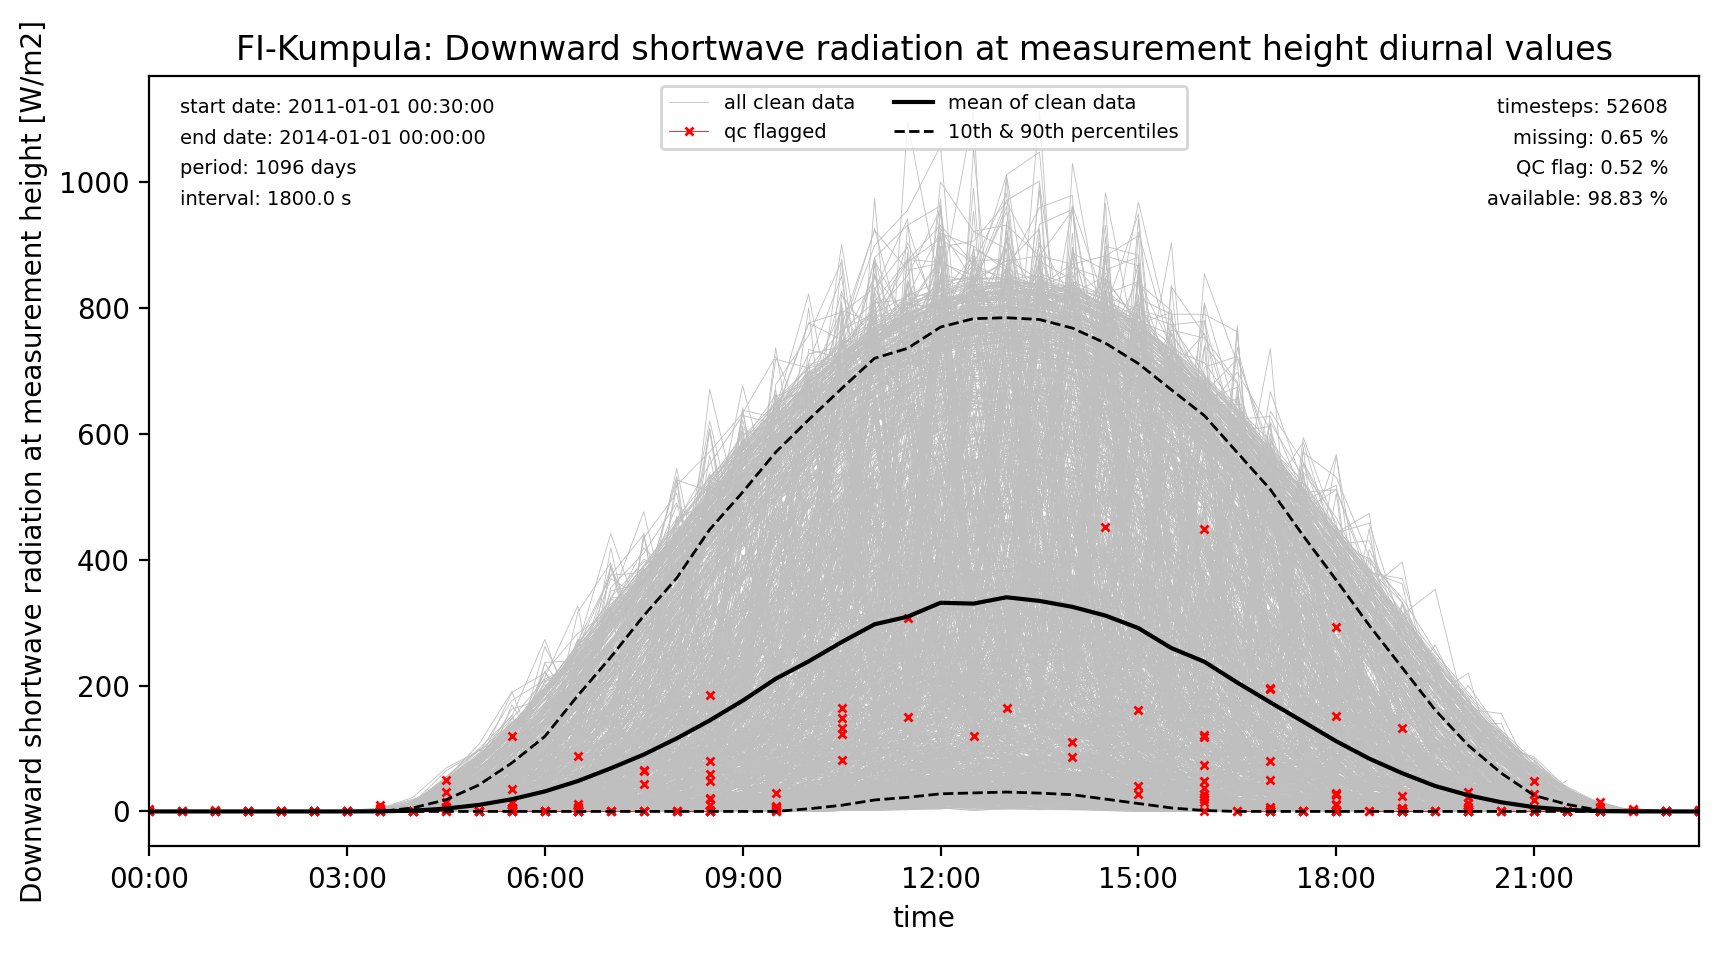 FI-Kumpula: Downward shortwave radiation at measurement height diurnal values
Downward shortwave radiation at measurement height [W/m2]
start date: 2011-01-01 00:30:00
end date: 2014-01-01 00:00:00
period: 1096 days
interval: 1800.0 s
all clean data
qc flagged
mean of clean data
10th & 90th percentiles
timesteps: 52608
missing: 0.65 %
QC flag: 0.52 %
available: 98.83 %
1000
800
600
400
200
0
00:00 03:00 06:00 09:00 12:00 15:00 18:00 21:00
time